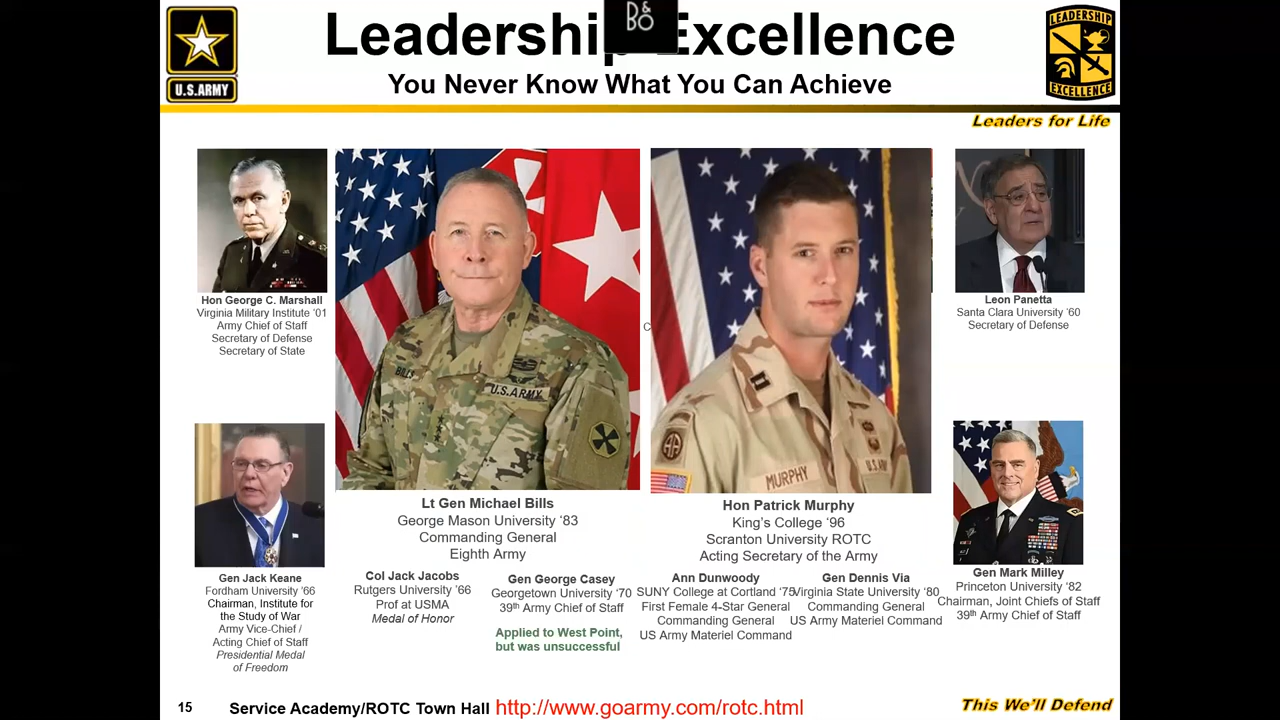 Leadership Excellence
You Never Know What You Can Achieve
U.S.ARMY
LEADERSHIP
EXCELLENCE
Leaders for Life
Hon George C. Marshall
Virginia Military Institute '01
Army Chief of Staff
Secretary of Defense
Secretary of State
BILLS
U.S.ARMY
C
MURPHY
U.S.
Leon Panetta
Santa Clara University '60
Secretary of Defense
Lt Gen Michael Bills
George Mason University '83
Commanding General
Eighth Army
Hon Patrick Murphy
King's College '96
Scranton University ROTC
Acting Secretary of the Army
Gen Jack Keane
Fordham University '66
Chairman, Institute for
the Study of War
Army Vice-Chief /
Acting Chief of Staff
Presidential Medal
of Freedom
Col Jack Jacobs
Rutgers University '66
Prof at USMA
Medal of Honor
Gen George Casey
Georgetown University '70
39th Army Chief of Staff
Applied to West Point,
but was unsuccessful
Ann Dunwoody
SUNY College at Cortland '75
First Female 4-Star General
Commanding General
US Army Materiel Command
Gen Dennis Via
Virginia State University '80
Commanding General
US Army Materiel Command
Gen Mark Milley
Princeton University '82
Chairman, Joint Chiefs of Staff
39th Army Chief of Staff
15
Service Academy/ROTC Town Hall http://www.goarmy.com/rotc.html
This We'll Defend